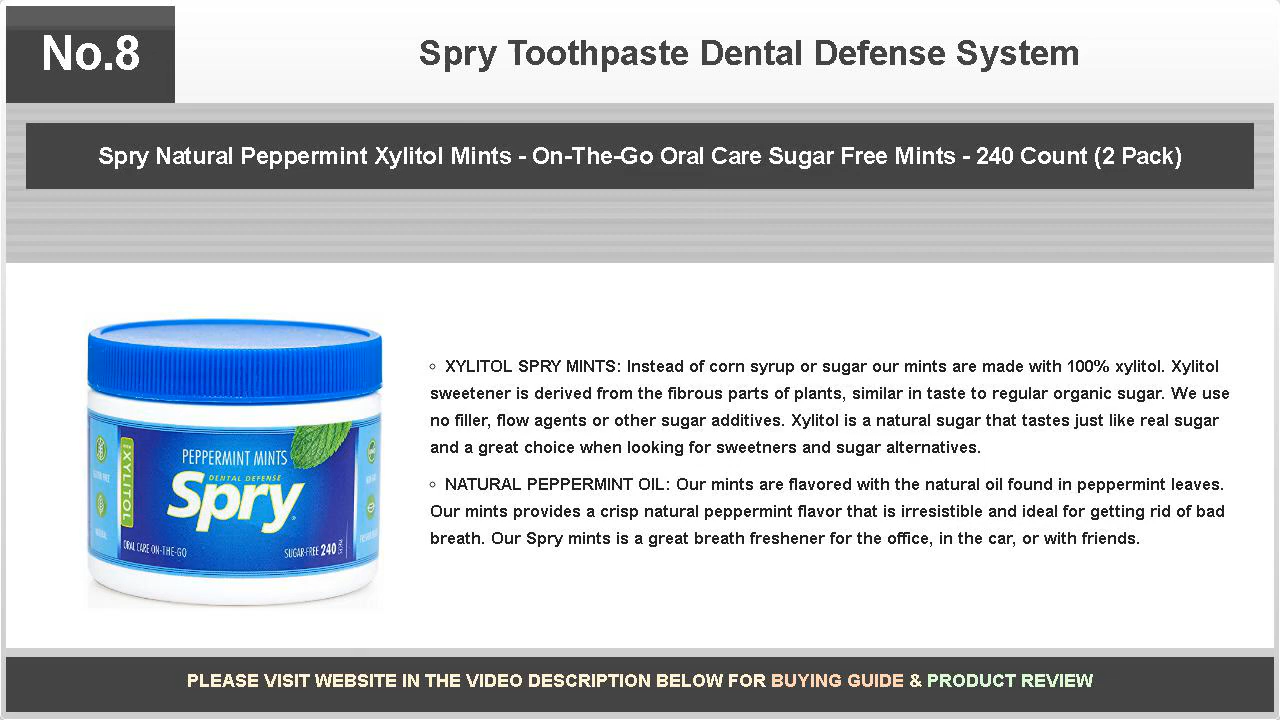 No.8
Spry Toothpaste Dental Defense System
Spry Natural Peppermint Xylitol Mints - On-The-Go Oral Care Sugar Free Mints - 240 Count (2 Pack)
XYLITOL SPRY MINTS: Instead of corn syrup or sugar our mints are made with 100% xylitol. Xylitol
sweetener is derived from the fibrous parts of plants, similar in taste to regular organic sugar. We use
no filler, flow agents or other sugar additives. Xylitol is a natural sugar that tastes just like real sugar
and a great choice when looking for sweetners and sugar alternatives.
NATURAL PEPPERMINT OIL: Our mints are flavored with the natural oil found in peppermint leaves.
Our mints provides a crisp natural peppermint flavor that is irresistible and ideal for getting rid of bad
breath. Our Spry mints is a great breath freshener for the office, in the car, or with friends.
XYLITOL
PEPPERMINT MINTS
DENTAL DEFENSE
Spry
ORAL CARE ON-THE-GO
SUGAR-FREE 240
PLEASE VISIT WEBSITE IN THE VIDEO DESCRIPTION BELOW FOR BUYING GUIDE & PRODUCT REVIEW